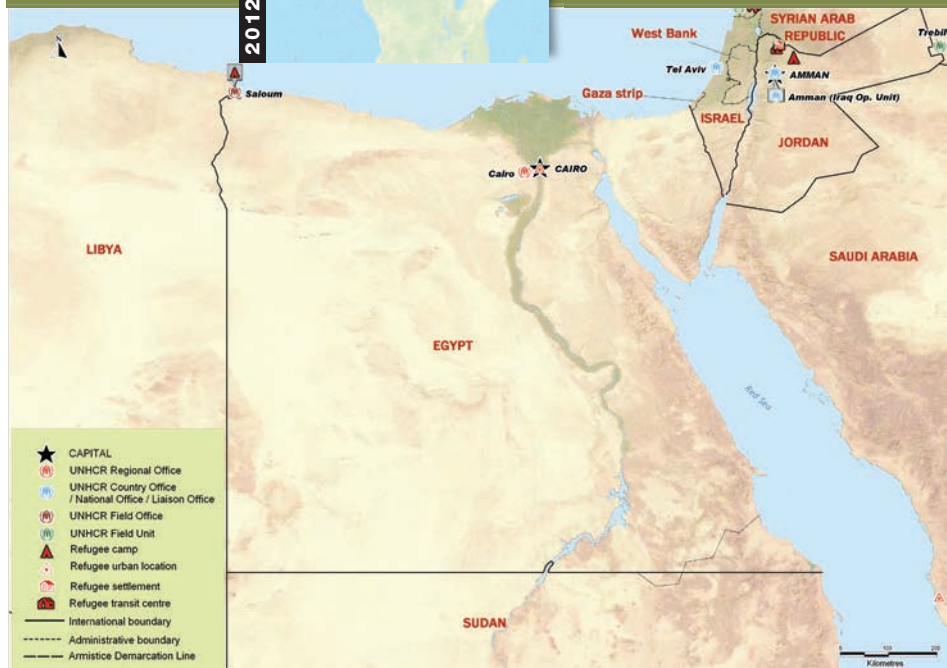 2012
SYRIAN ARAB
REPUBLIC
West Bank
Tel Aviv
AMMAN
Saloum
Gaza strip
Amman (Iraq Op. Unit)
ISRAEL
JORDAN
Cairo
CAIRO
LIBYA
SAUDI ARABIA
EGYPT
Red Sea
SUDAN
N
CAPITAL
UNHCR Regional Office
UNHCR Country Office
/ National Office / Liaison Office
UNHCR Field Office
UNHCR Field Unit
Refugee camp
Refugee urban location
Refugee settlement
Refugee transit centre
International boundary
Administrative boundary
Armistice Demarcation Line
100
200
Kilometres